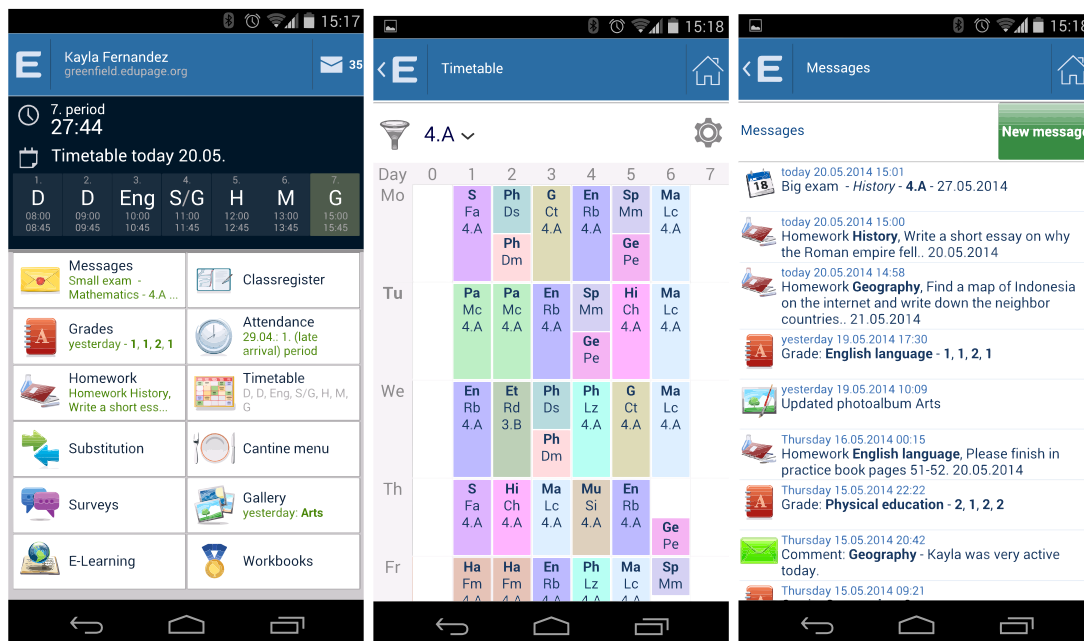 15:17
E
Kayla Fernandez
greenfield.edupage.org
35
7. period
27:44
Timetable today 20.05.
1. 2. 3. 4. 5. 6. 7.
D D Eng S/G H M G
08:00 09:00 10:00 11:00 12:00 13:00 15:00
08:45 09:45 10:45 11:45 12:45 13:45 15:45
Messages
Small exam -
Mathematics - 4.A ...
Classregister
Grades
yesterday - 1, 1, 2, 1
Attendance
29.04.: 1. (late
arrival) period
Homework
Homework History,
Write a short ess...
Timetable
D, D, Eng, S/G, H, M,
G
Substitution
Cantine menu
Surveys
Gallery
yesterday: Arts
E-Learning
Workbooks
15:18
E
Timetable
4.A
Day 0 1 2 3 4 5 6 7
Mo
S Ph G En Sp Ma
Fa Ds Ct Rb Mm Lc
4.A 4.A 4.A 4.A
Ph Ge
Dm Pe
Tu
Pa Pa En Sp Hi Ma
Mc Mc Rb Mm Ch Lc
4.A 4.A 4.A 4.A 4.A
Ge
Pe
We
En Et Ph Ph G Ma
Rb Rd Ds Lz Ct Lc
4.A 3.B 4.A 4.A 4.A
Ph
Dm
Th
S Hi Ma Mu En
Fa Ch Lc Si Rb
4.A 4.A 4.A 4.A 4.A
Ge
Pe
Fr
Ha Ha En Ph Ma Sp
Fm Fm Rb Lz Lc Mm
4.A 4.A 4.A 4.A 4.A
15:18
E
Messages
Messages
New message
today 20.05.2014 15:01
18
Big exam - History - 4.A - 27.05.2014
today 20.05.2014 15:00
Homework History, Write a short essay on why
the Roman empire fell.. 20.05.2014
today 20.05.2014 14:58
Homework Geography, Find a map of Indonesia
on the internet and write down the neighbor
countries.. 21.05.2014
yesterday 19.05.2014 17:30
Grade: English language - 1, 1, 2, 1
yesterday 19.05.2014 10:09
Updated photoalbum Arts
Thursday 16.05.2014 00:15
Homework English language, Please finish in
practice book pages 51-52. 20.05.2014
Thursday 15.05.2014 22:22
Grade: Physical education - 2, 1, 2, 2
Thursday 15.05.2014 20:42
Comment: Geography - Kayla was very active
today.
Thursday 15.05.2014 09:21